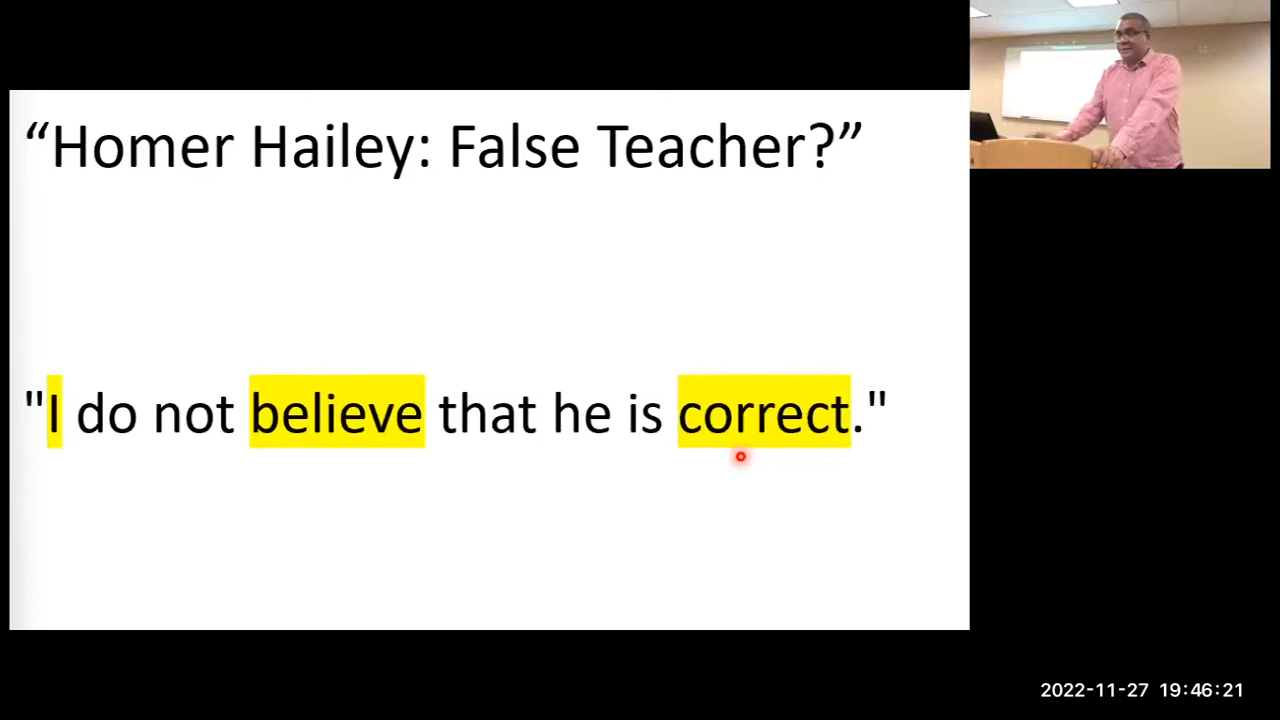 “Homer Hailey: False Teacher?”
"I do not believe that he is correct."
2022-11-27 19:46:21